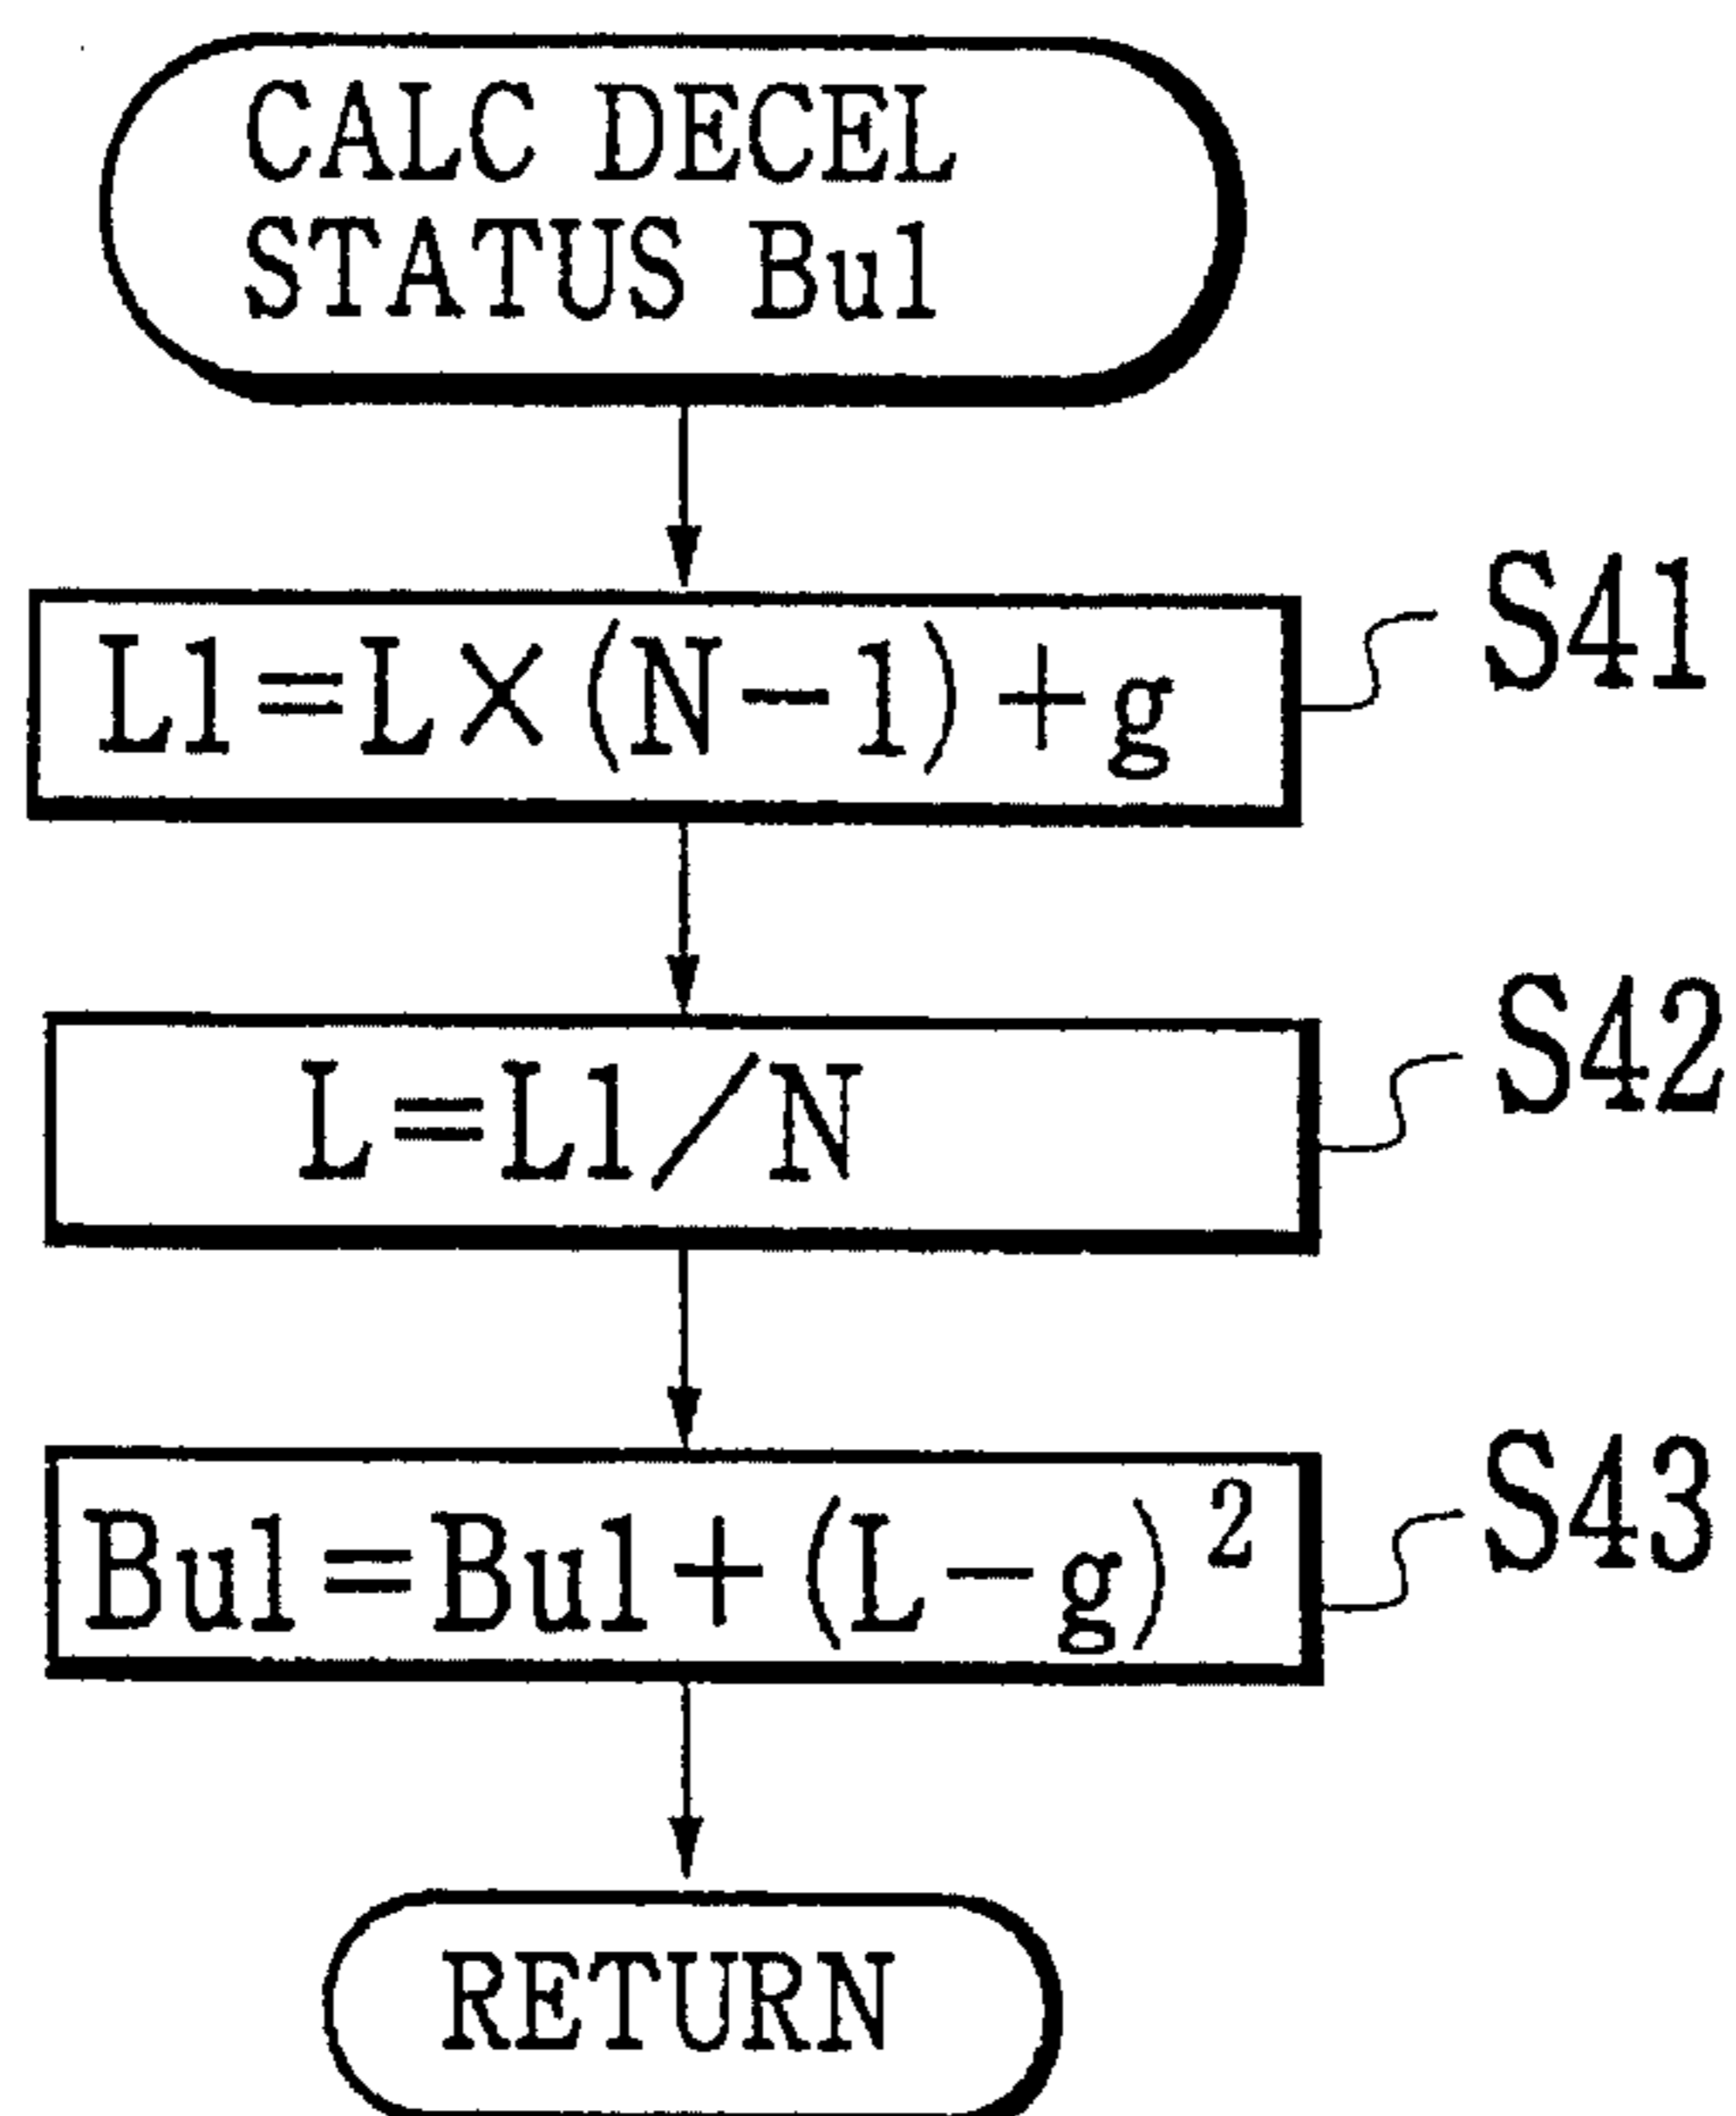 CALC DECEL
STATUS Bu1
L1=L×(N-1)+g
S41
L=L1/N
S42
Bu1=Bu1+(L-g)²
S43
RETURN